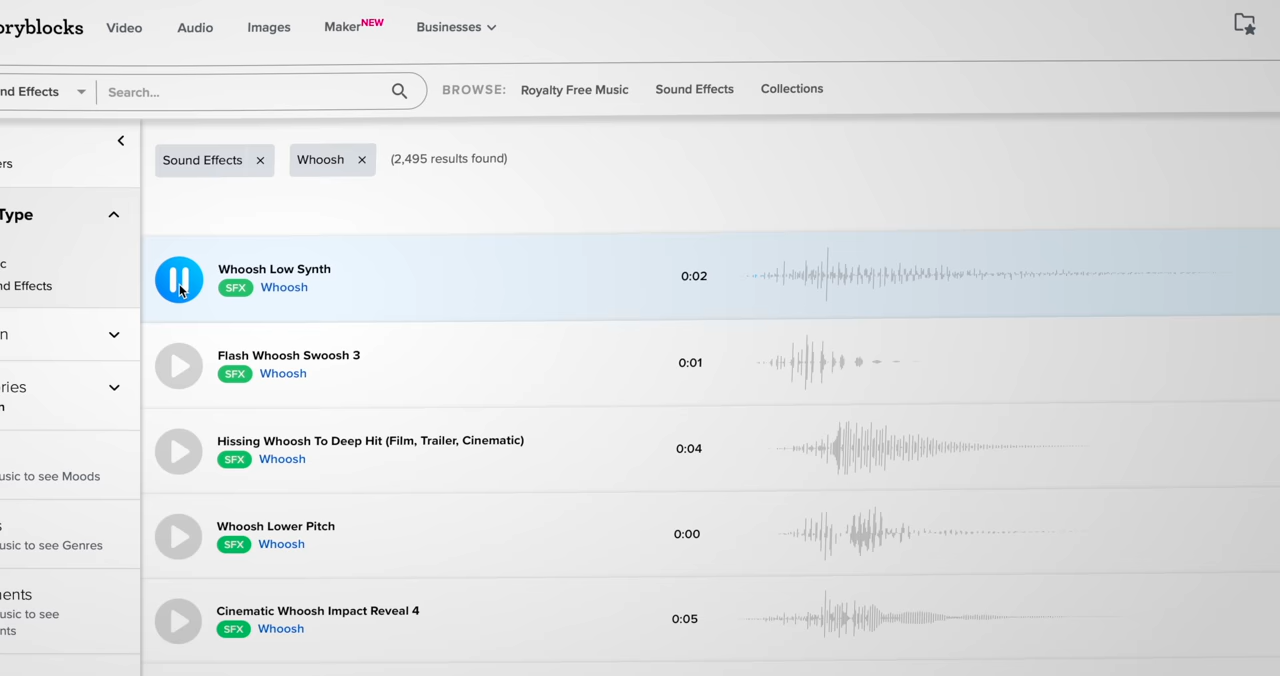 oryblocks Video Audio Images Maker NEW Businesses
nd Effects Search... BROWSE: Royalty Free Music Sound Effects Collections
ers
Sound Effects × Whoosh × (2,495 results found)
Type
c
nd Effects
n
ries
n
usic to see Moods
s
usic to see Genres
nents
usic to see
nts
Whoosh Low Synth 0:02
SFX Whoosh
Flash Whoosh Swoosh 3 0:01
SFX Whoosh
Hissing Whoosh To Deep Hit (Film, Trailer, Cinematic) 0:04
SFX Whoosh
Whoosh Lower Pitch 0:00
SFX Whoosh
Cinematic Whoosh Impact Reveal 4 0:05
SFX Whoosh